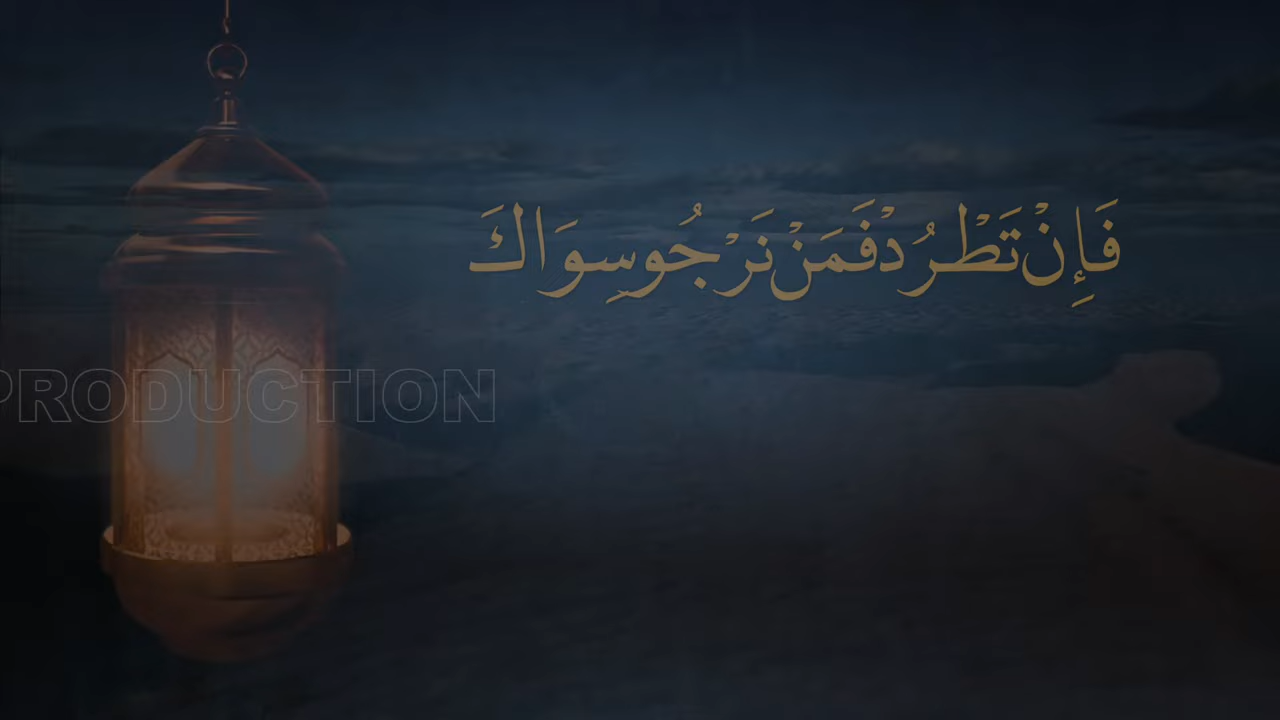 فَإِنْ تَطْرُدْ فَمَنْ نَرْجُو سِوَاكَ
PRODUCTION